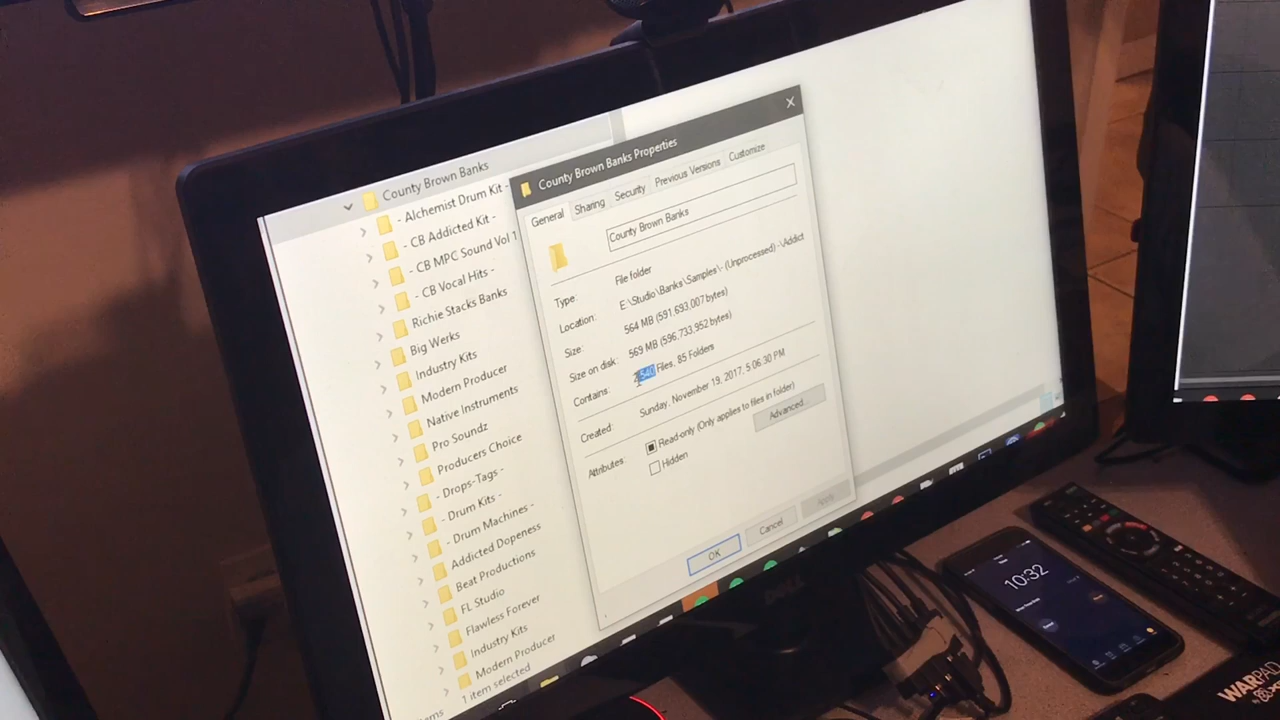 County Brown Banks
- Alchemist Drum Kit -
- CB Addicted Kit -
- CB MPC Sound Vol 1
- CB Vocal Hits -
Richie Stacks Banks
Big Werks
Industry Kits
Modern Producer
Native Instruments
Pro Soundz
Producers Choice
- Drops-Tags -
- Drum Kits -
- Drum Machines -
Addicted Dopeness
Beat Productions
FL Studio
Flawless Forever
Industry Kits
Modern Producer
1 item selected
County Brown Banks Properties
General Sharing Security Previous Versions Customize
County Brown Banks
Type: File folder
Location: E:\Studio\Banks\Samples\- (Unprocessed) -\Addict
Size: 564 MB (591,693,007 bytes)
Size on disk: 569 MB (596,733,952 bytes)
Contains: 540 Files, 85 Folders
Created: Sunday, November 19, 2017, 5:06:30 PM
Attributes: Read-only (Only applies to files in folder)
Advanced...
Hidden
OK Cancel Apply
DELL
10:32
WARPAD